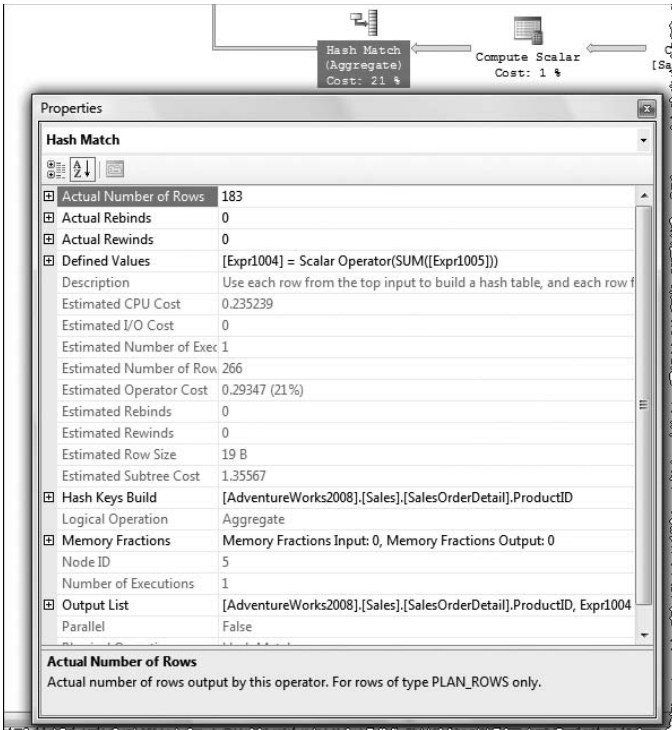 Hash Match
(Aggregate)
Cost: 21 %
Compute Scalar
Cost: 1 %
[Sa
Properties
Hash Match
Actual Number of Rows 183
Actual Rebinds 0
Actual Rewinds 0
Defined Values [Expr1004] = Scalar Operator(SUM([Expr1005]))
Description Use each row from the top input to build a hash table, and each row f
Estimated CPU Cost 0.235239
Estimated I/O Cost 0
Estimated Number of Exec 1
Estimated Number of Row 266
Estimated Operator Cost 0.29347 (21%)
Estimated Rebinds 0
Estimated Rewinds 0
Estimated Row Size 19 B
Estimated Subtree Cost 1.35567
Hash Keys Build [AdventureWorks2008].[Sales].[SalesOrderDetail].ProductID
Logical Operation Aggregate
Memory Fractions Memory Fractions Input: 0, Memory Fractions Output: 0
Node ID 5
Number of Executions 1
Output List [AdventureWorks2008].[Sales].[SalesOrderDetail].ProductID, Expr1004
Parallel False
Actual Number of Rows
Actual number of rows output by this operator. For rows of type PLAN_ROWS only.